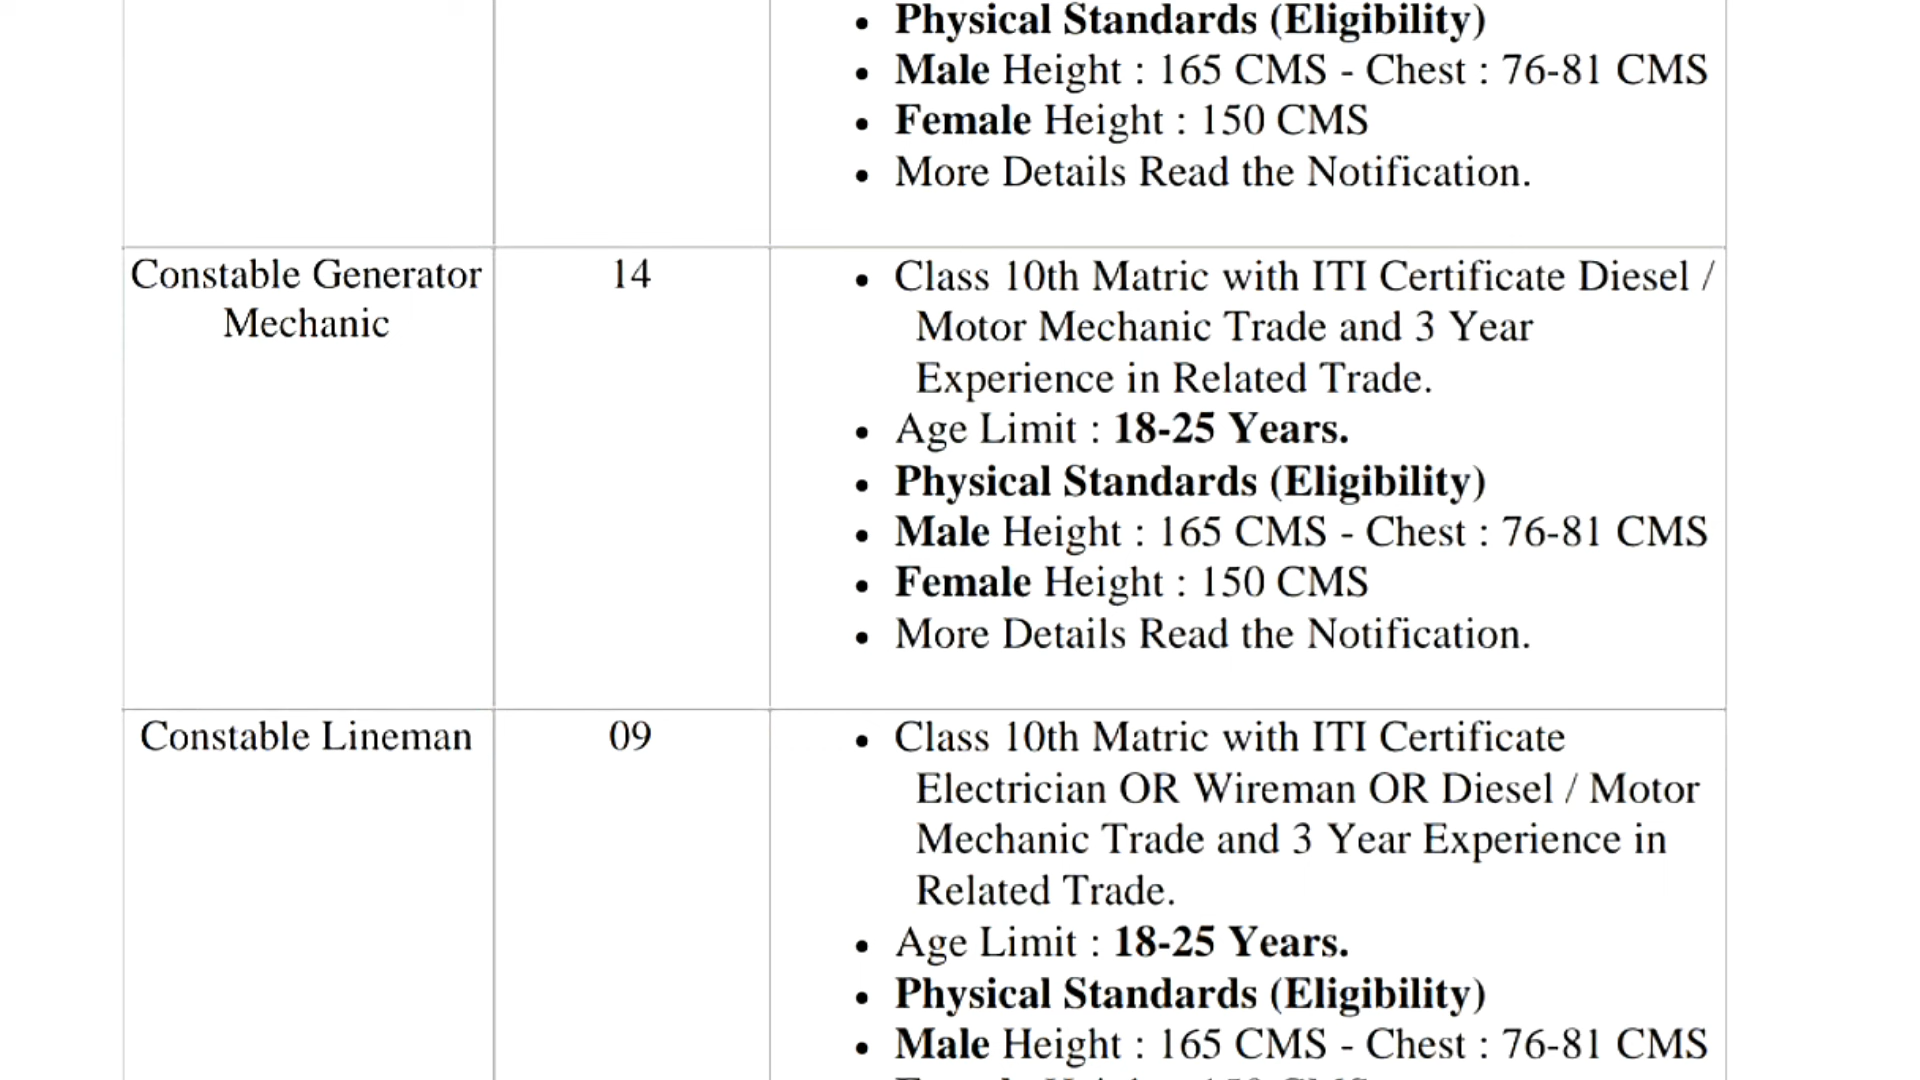 Physical Standards (Eligibility)
Male Height : 165 CMS - Chest : 76-81 CMS
Female Height : 150 CMS
More Details Read the Notification.
Constable Generator
Mechanic
14
Class 10th Matric with ITI Certificate Diesel /
Motor Mechanic Trade and 3 Year
Experience in Related Trade.
Age Limit : 18-25 Years.
Physical Standards (Eligibility)
Male Height : 165 CMS - Chest : 76-81 CMS
Female Height : 150 CMS
More Details Read the Notification.
Constable Lineman
09
Class 10th Matric with ITI Certificate
Electrician OR Wireman OR Diesel / Motor
Mechanic Trade and 3 Year Experience in
Related Trade.
Age Limit : 18-25 Years.
Physical Standards (Eligibility)
Male Height : 165 CMS - Chest : 76-81 CMS